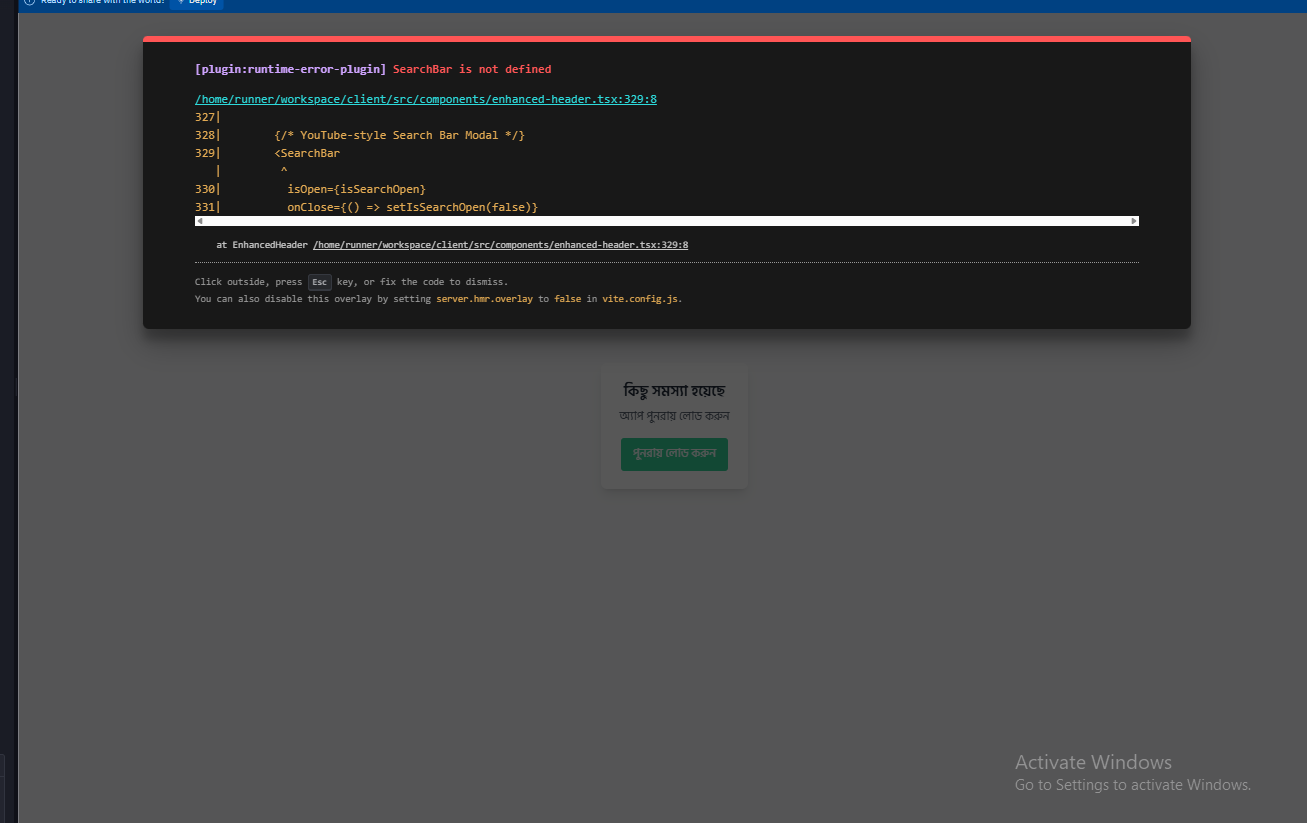 Ready to share with the world! Deploy
[plugin:runtime-error-plugin] SearchBar is not defined
/home/runner/workspace/client/src/components/enhanced-header.tsx:329:8
327|
328|        {/* YouTube-style Search Bar Modal */}
329|        <SearchBar
   |         ^
330|          isOpen={isSearchOpen}
331|          onClose={() => setIsSearchOpen(false)}
at EnhancedHeader /home/runner/workspace/client/src/components/enhanced-header.tsx:329:8
Click outside, press Esc key, or fix the code to dismiss.
You can also disable this overlay by setting server.hmr.overlay to false in vite.config.js.
কিছু সমস্যা হয়েছে
অ্যাপ পুনরায় লোড করুন
পুনরায় লোড করুন
Activate Windows
Go to Settings to activate Windows.